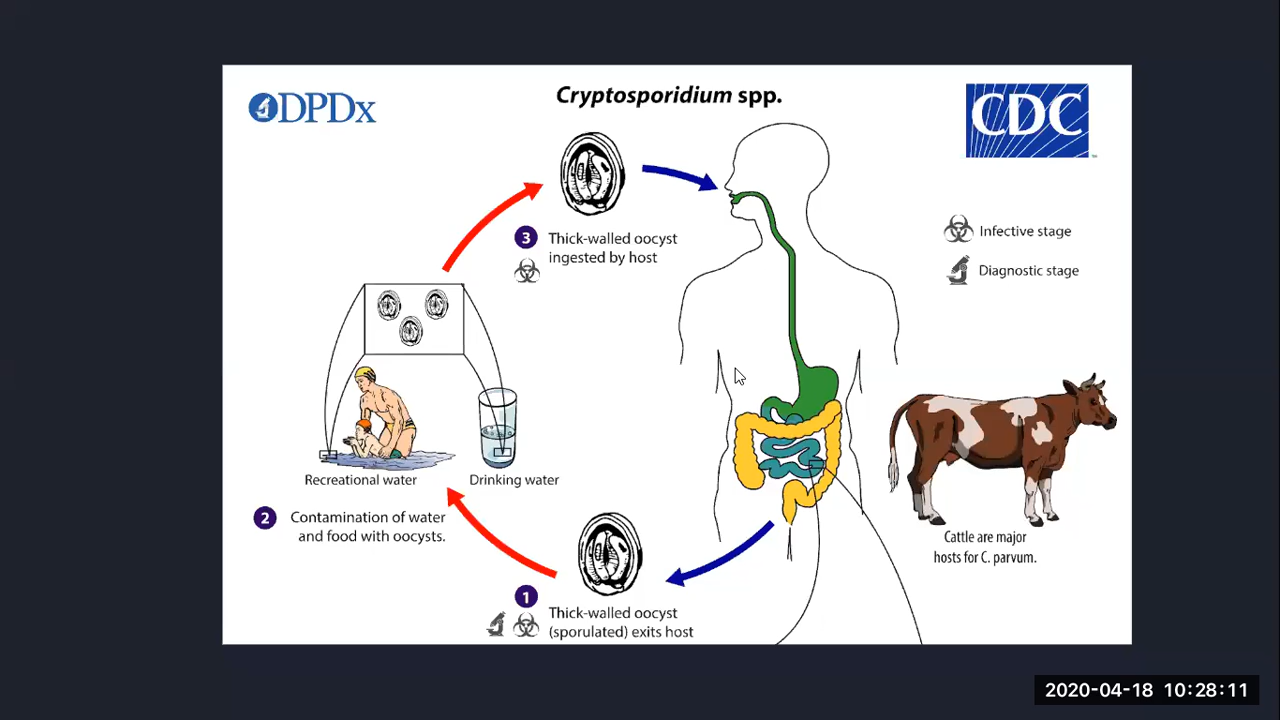 DPDx
Cryptosporidium spp.
CDC
3 Thick-walled oocyst
ingested by host
Infective stage
Diagnostic stage
Recreational water
Drinking water
2 Contamination of water
and food with oocysts.
Cattle are major
hosts for C. parvum.
1 Thick-walled oocyst
(sporulated) exits host
2020-04-18 10:28:11